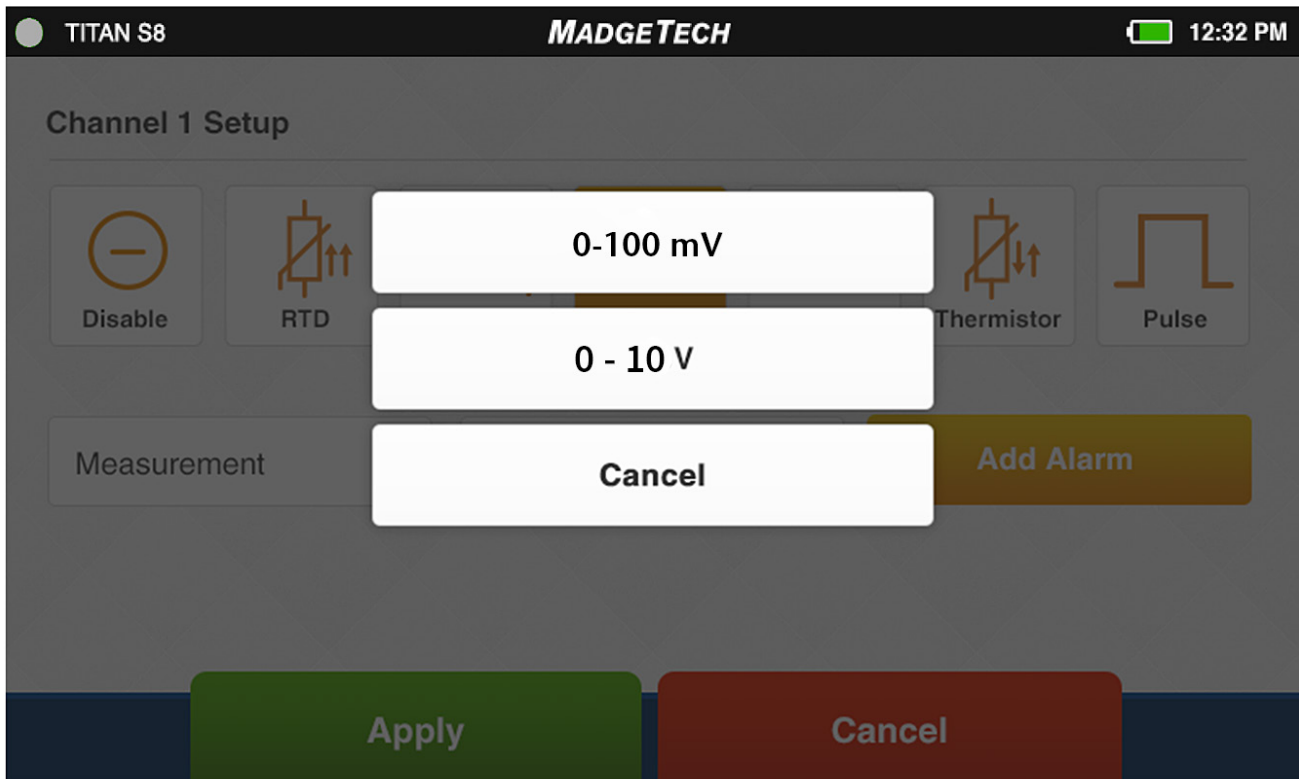 TITAN S8
MADGETECH
12:32 PM
Channel 1 Setup
0-100 mV
Disable
RTD
Thermistor
Pulse
0 - 10 V
Measurement
Cancel
Add Alarm
Apply
Cancel